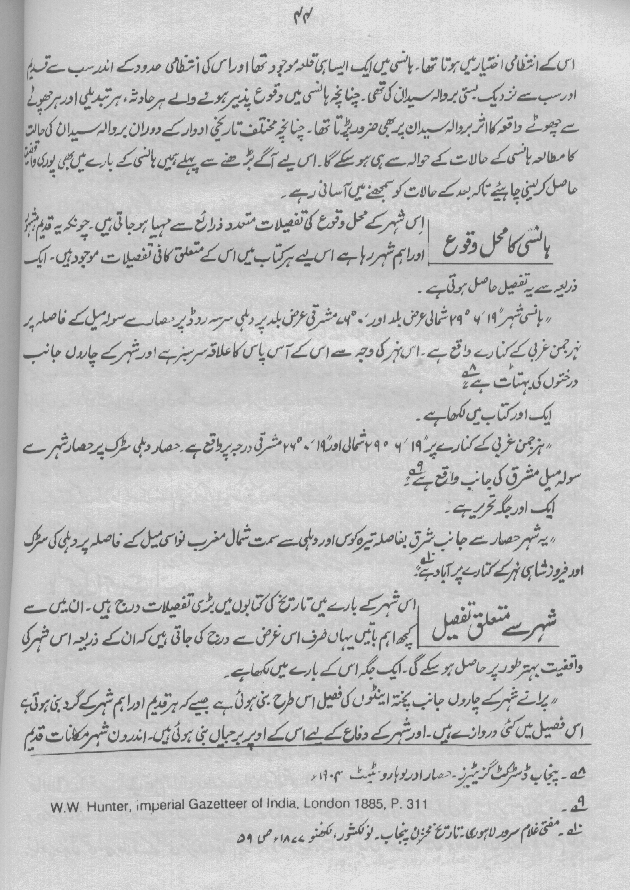 ۴۴
اس کے انتظامی اختیار میں ہوتا تھا۔ ہانسی میں ایک ایسا ہی قلعہ موجود تھا اور اس کی انتظامی حدود کے اندر سب سے قدیم
اور سب سے نزدیک بستی بروالہ سیداں کی تھی۔ چنانچہ ہانسی میں وقوع پذیر ہونے والے ہر حادثہ، ہر تبدیلی اور ہر چھوٹے
سے چھوٹے واقعہ کا اثر بروالہ سیدان پر بھی ضرور پڑتا تھا۔ چنانچہ مختلف تاریخی ادوار کے دوران بروالہ سیدان کی حالت
کا مطالعہ ہانسی کے حالات کے حوالہ سے ہی ہو سکے گا۔ اس لیے آگے بڑھنے سے پہلے ہمیں ہانسی کے بارے میں بھی پوری واقفیت
حاصل کر لینی چاہیئے تاکہ بعد کے حالات کو سمجھنے میں آسانی رہے۔
ہانسی کا محل وقوع
اس شہر کے محل وقوع کی تفصیلات متعدد ذرائع سے مہیا ہو جاتی ہیں۔ چونکہ یہ قدیم شہر
اور اہم شہر رہا ہے اس لیے ہر کتاب میں اس کے متعلق کافی تفصیلات موجود ہیں۔ ایک
ذریعہ سے یہ تفصیل حاصل ہوتی ہے۔
"ہانسی شہر ۱۹ ۶ ۲۹° شمالی عرض بلد اور ۰ ۷۶° مشرقی عرض بلد پر دہلی سرسہ روڈ پر حصار سے سولہ میل کے فاصلہ پر
نہر جمن غربی کے کنارے واقع ہے۔ اس نہر کی وجہ سے اس کے آس پاس کا علاقہ سرسبز ہے اور شہر کے چاروں جانب
درختوں کی بہتات ہے"۸
ایک اور کتاب میں لکھا ہے۔
"نہر جمن غربی کے کنارے پر ۱۹ ۶ ۲۹° شمالی اور ۱۹ ۰ ۷۶° مشرقی درجہ پر واقع ہے۔ حصار دہلی سڑک پر حصار شہر سے
سولہ میل مشرق کی جانب واقع ہے"۹
ایک اور جگہ تحریر ہے۔
"یہ شہر حصار سے جانب شرق بفاصلہ تیرہ کوس اور دہلی سے سمت شمال مغرب نواسی میل کے فاصلہ پر دہلی کی سڑک
اور فروز شاہی نہر کے کنارے پر آباد ہے"۱۰
شہر سے متعلق تفصیل
اس شہر کے بارے میں تاریخ کی کتابوں میں بڑی تفصیلات درج ہیں۔ ان میں سے
کچھ اہم باتیں یہاں صرف اس غرض سے درج کی جاتی ہیں کہ ان کے ذریعہ اس شہر کی
واقفیت بہتر طور پر حاصل ہو سکے گی۔ ایک جگہ اس کے بارے میں لکھا ہے۔
"پرانے شہر کے چاروں جانب پختہ اینٹوں کی فصیل اس طرح بنی ہوئی ہے جیسے کہ ہر قدیم اور اہم شہر کے گرد بنی ہوتی ہے
اس فصیل میں کئی دروازے ہیں۔ اور شہر کے دفاع کے لیے اس کے اوپر برجیاں بنی ہوئی ہیں۔ اندرون شہر مکانات قدیم
۸۔ پنجاب ڈسٹرکٹ گزیٹیرز۔ حصار اور لوہارو سٹیٹ ۱۹۰۴ء
۹۔ W.W. Hunter, imperial Gazetteer of India, London 1885, P. 311
۱۰۔ مفتی غلام سرور لاہوری۔ تاریخ مخزن پنجاب۔ نولکشور، لکھنو ۱۸۷۷ء ص ۵۹